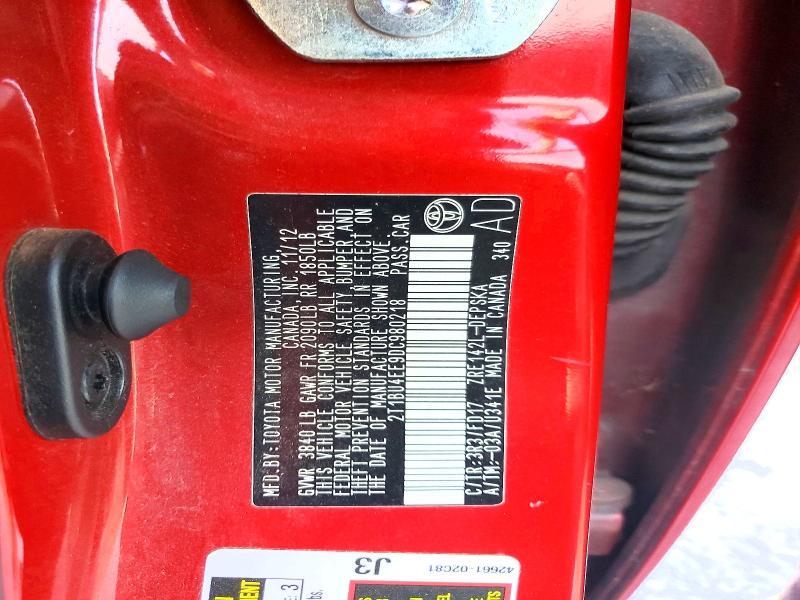 MFD.BY:TOYOTA MOTOR MANUFACTURING
CANADA, INC. 11/12
GVWR 3840 LB GAWR FR 2090LB,RR 1850LB
THIS VEHICLE CONFORMS TO ALL APPLICABLE
FEDERAL MOTOR VEHICLE SAFETY BUMPER,AND
THEFT PREVENTION STANDARDS IN EFFECT ON
THE DATE OF MANUFACTURE SHOWN ABOVE.
2T1BU4EE9DC980218 PASS.CAR
C/TR:3R3/FD17 ZRE142L-DEPSKA
A/TM:-03A/U341E MADE IN CANADA 340
AD
J3
42661-02C81
3